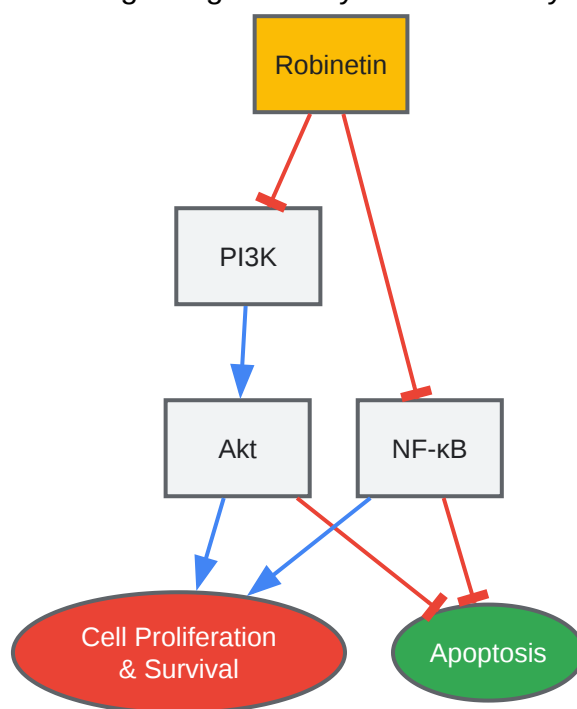 Robinetin
PI3K
Akt
NF-κB
Cell Proliferation
& Survival
Apoptosis